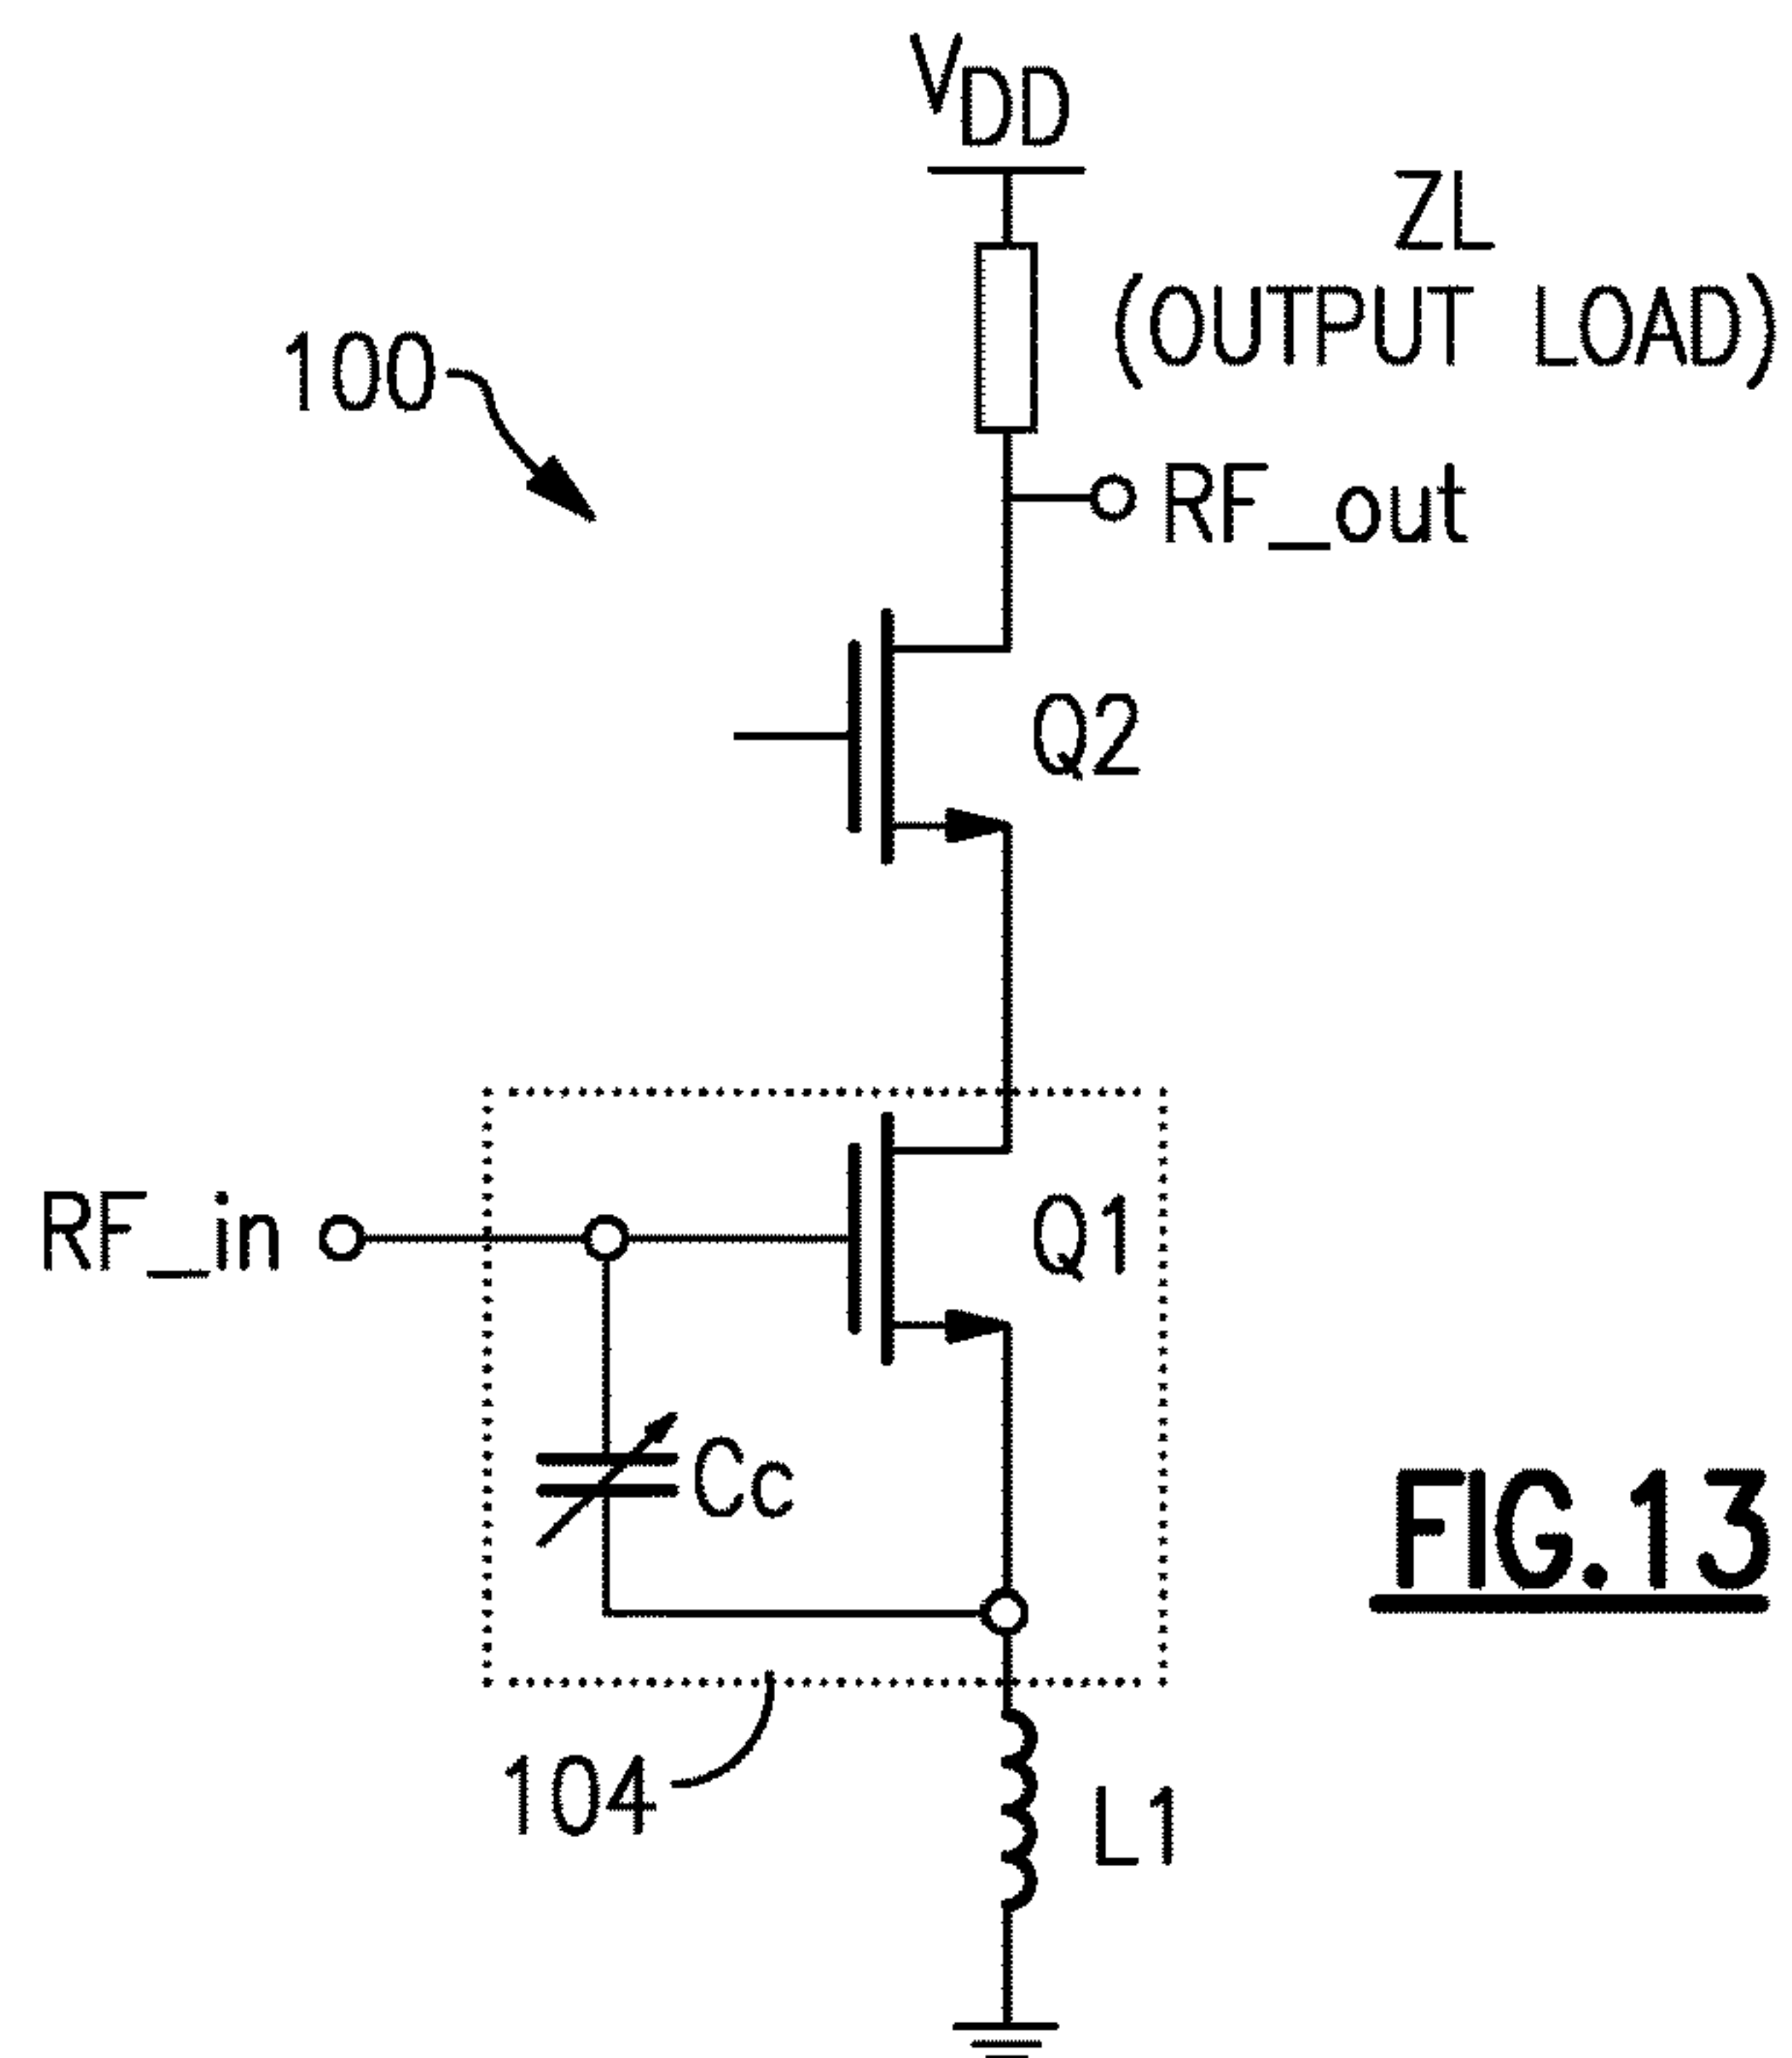 VDD
ZL
(OUTPUT LOAD)
100
RF_out
Q2
RF_in
Q1
Cc
FIG.13
104
L1